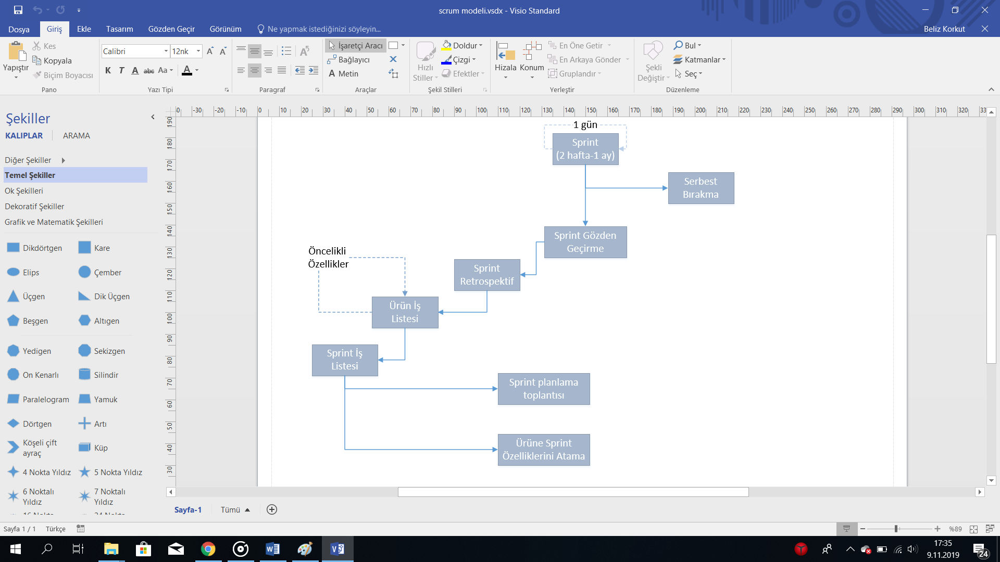 scrum modeli.vsdx - Visio Standard
Dosya
Giriş
Ekle
Tasarım
Gözden Geçir
Görünüm
Ne yapmak istediğinizi söyleyin...
Beliz Korkut
Yapıştır
Kes
Kopyala
Biçim Boyacısı
Pano
Calibri
12nk
K T A abc Aa A
Yazı Tipi
Paragraf
İşaretçi Aracı
Bağlayıcı
A Metin
Araçlar
Hızlı
Stiller
Doldur
Çizgi
Efektler
Şekil Stilleri
Hizala
Konum
En Öne Getir
En Arkaya Gönder
Gruplandır
Yerleştir
Şekli
Değiştir
Bul
Katmanlar
Seç
Düzenleme
Şekiller
KALIPLAR
ARAMA
Diğer Şekiller
Temel Şekiller
Ok Şekilleri
Dekoratif Şekiller
Grafik ve Matematik Şekilleri
Dikdörtgen
Kare
Elips
Çember
Üçgen
Dik Üçgen
Beşgen
Altıgen
Yedigen
Sekizgen
On Kenarlı
Silindir
Paralelogram
Yamuk
Dörtgen
Artı
Köşeli çift
ayraç
Küp
4 Nokta Yıldız
5 Nokta Yıldız
6 Noktalı
Yıldız
7 Noktalı
Yıldız
-30 -20 -10 0 10 20 30 40 50 60 70 80 90 100 110 120 130 140 150 160 170 180 190 200 210 220 230 240 250 260 270 280 290 300 310 320
190
180
170
160
150
140
130
120
110
100
90
80
70
60
50
40
30
1 gün
Sprint
(2 hafta-1 ay)
Serbest
Bırakma
Sprint Gözden
Geçirme
Öncelikli
Özellikler
Sprint
Retrospektif
Ürün İş
Listesi
Sprint İş
Listesi
Sprint planlama
toplantısı
Ürüne Sprint
Özelliklerini Atama
Sayfa-1
Tümü
Sayfa 1 / 1
Türkçe
%89
17:35
9.11.2019
24